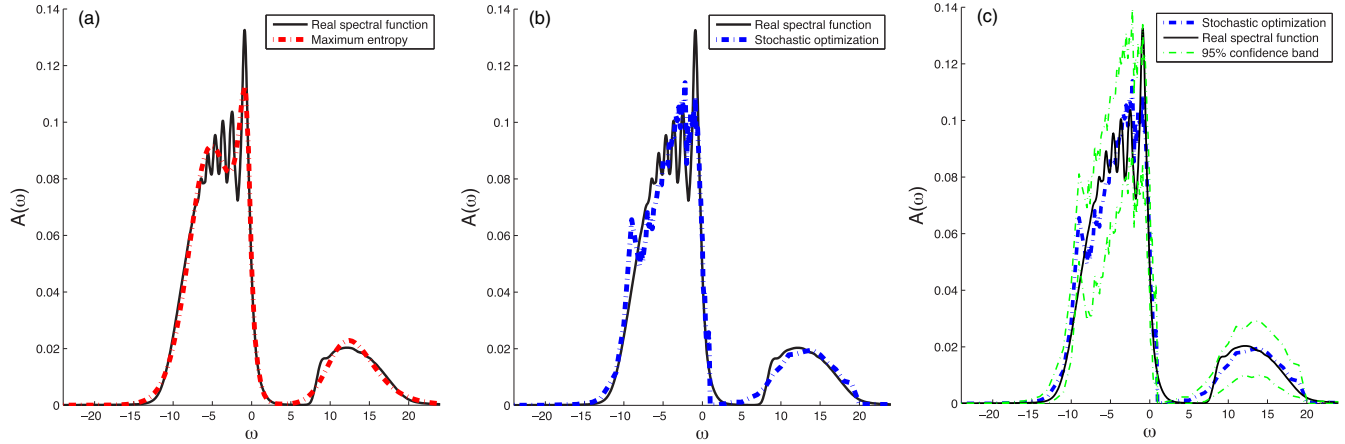 (a)
Real spectral function
Maximum entropy
0.14
0.12
0.1
0.08
0.06
0.04
0.02
0
A(ω)
−20 −15 −10 −5 0 5 10 15 20
ω
(b)
Real spectral function
Stochastic optimization
0.14
0.12
0.1
0.08
0.06
0.04
0.02
0
A(ω)
−20 −15 −10 −5 0 5 10 15 20
ω
(c)
Stochastic optimization
Real spectral function
95% confidence band
0.14
0.12
0.1
0.08
0.06
0.04
0.02
0
A(ω)
−20 −15 −10 −5 0 5 10 15 20
ω